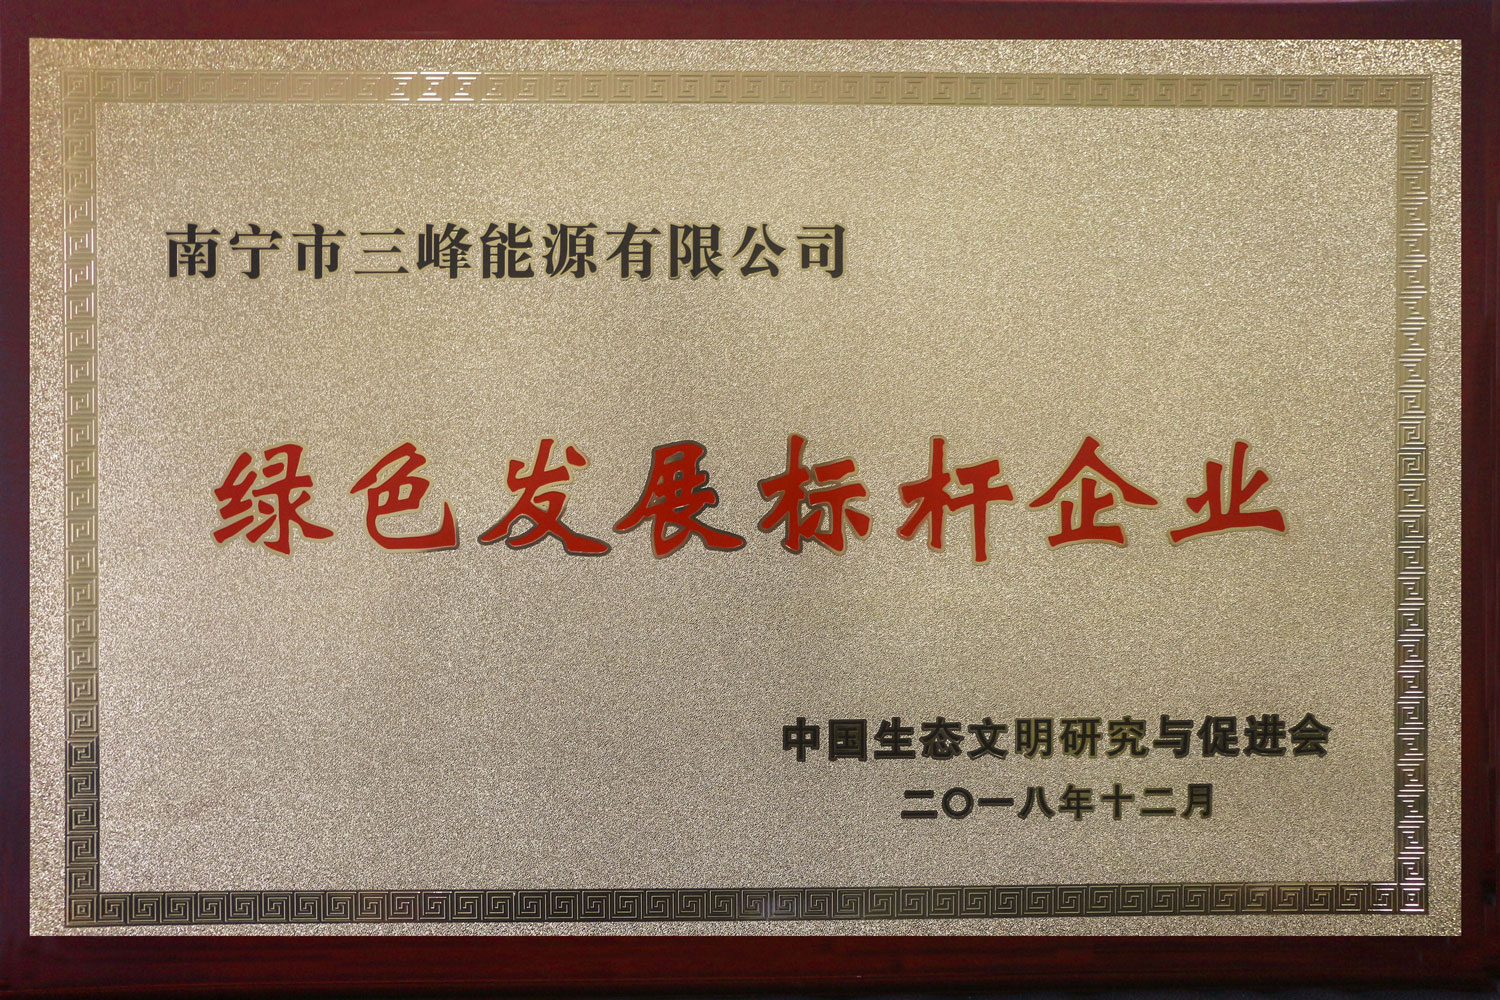 南宁市三峰能源有限公司
绿色发展标杆企业
中国生态文明研究与促进会
二〇一八年十二月